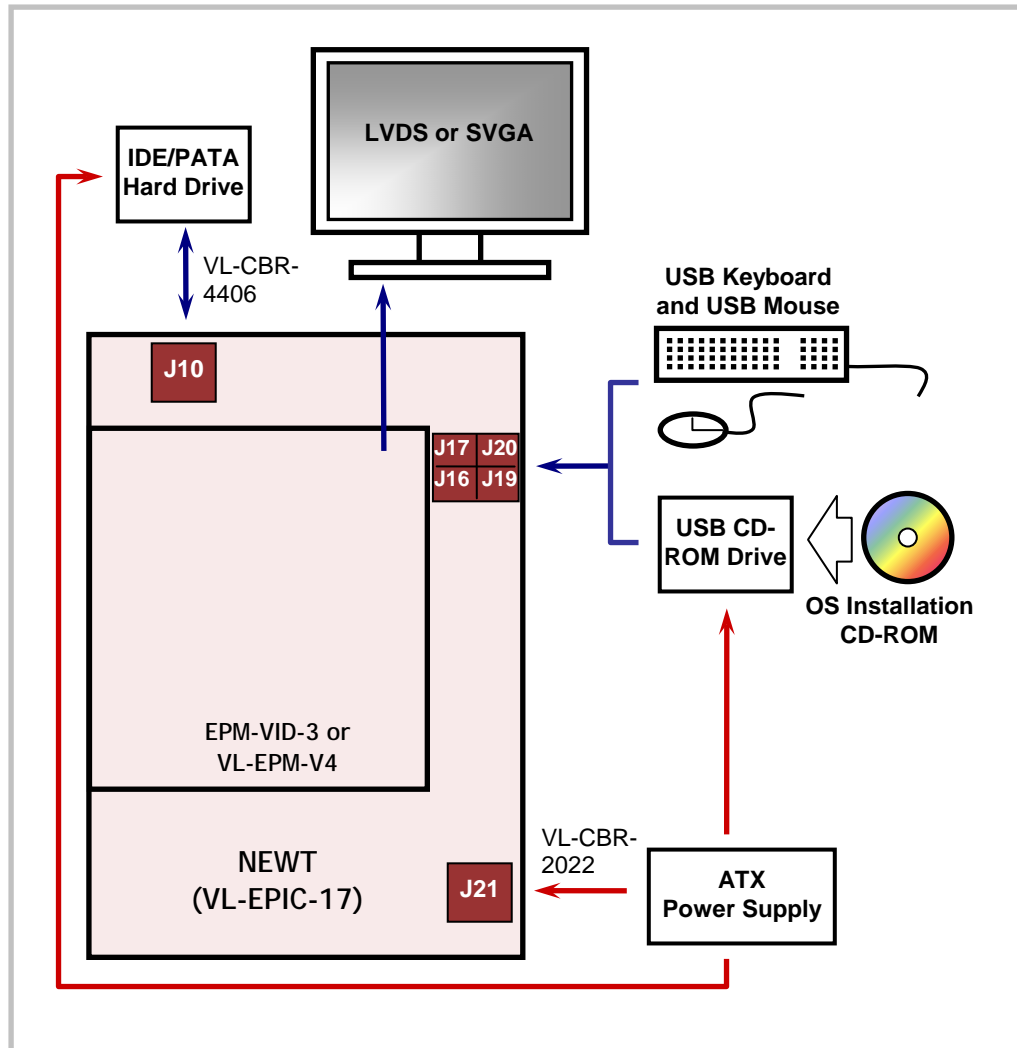 LVDS or SVGA
IDE/PATA
Hard Drive
VL-CBR-
4406
USB Keyboard
and USB Mouse
J10
J17 J20
J16 J19
USB CD-
ROM Drive
OS Installation
CD-ROM
EPM-VID-3 or
VL-EPM-V4
VL-CBR-
2022
NEWT
(VL-EPIC-17)
J21
ATX
Power Supply